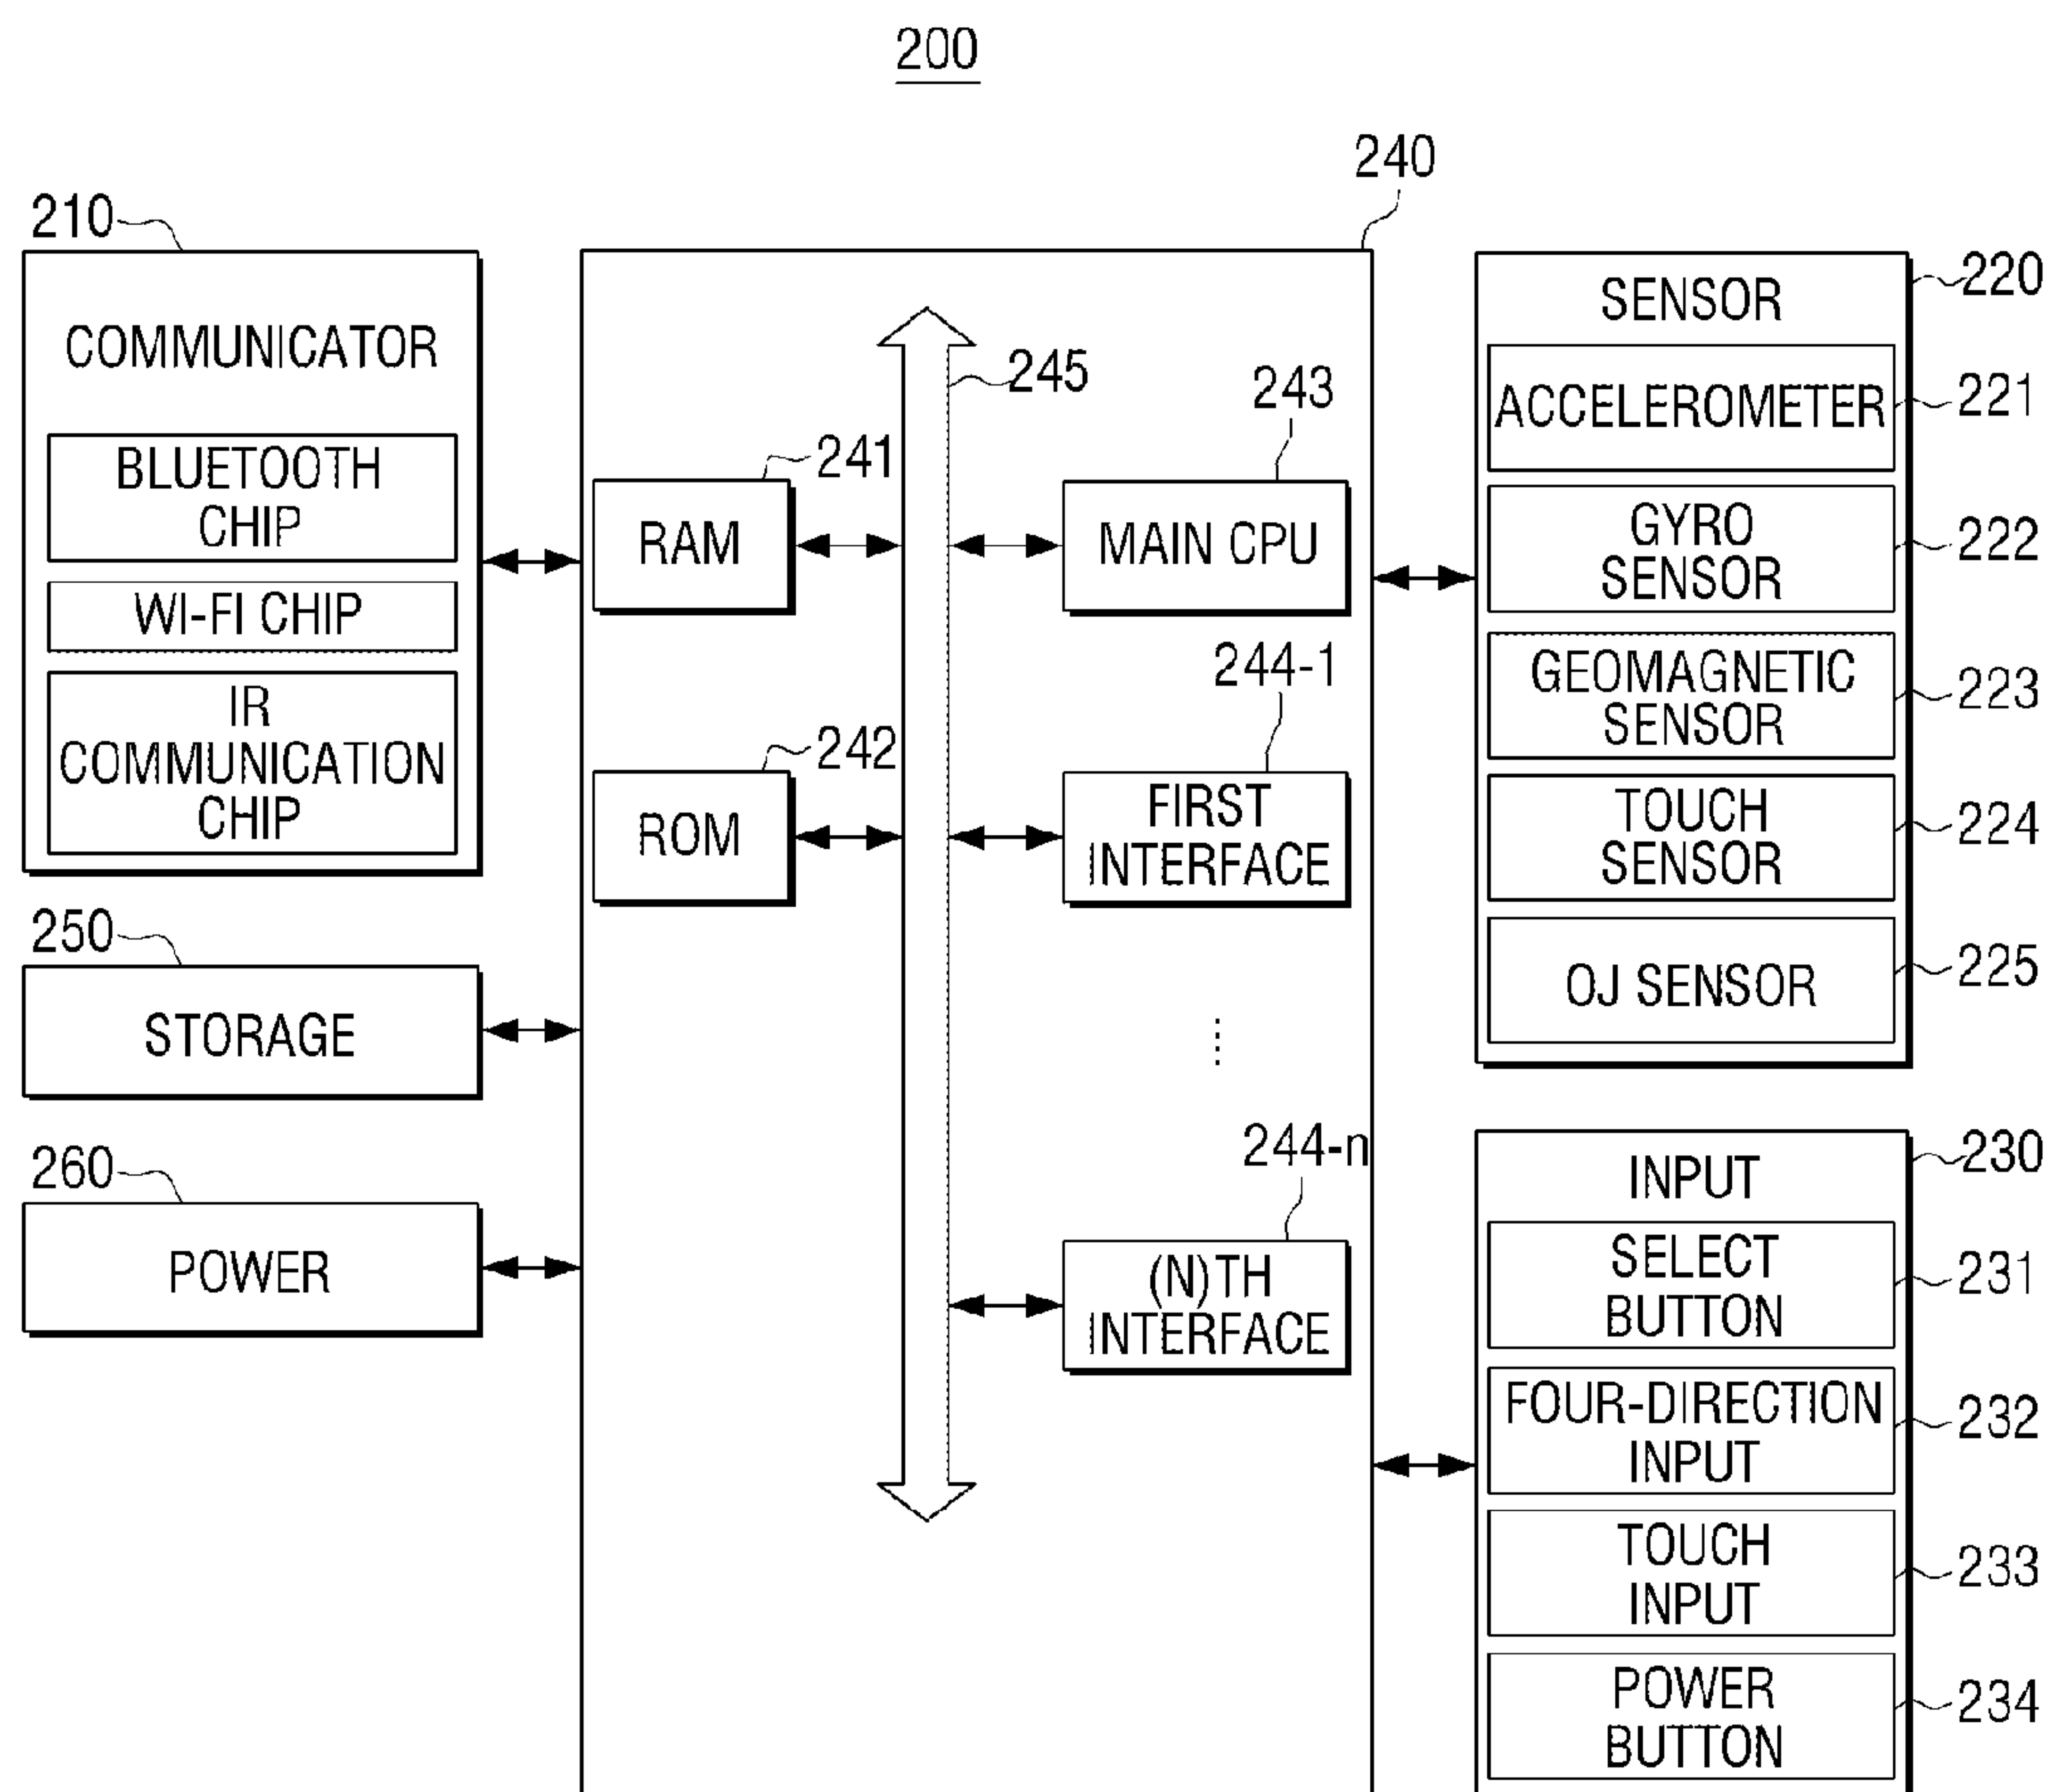 200
240
210
COMMUNICATOR
BLUETOOTH
CHIP
WI-FI CHIP
IR
COMMUNICATION
CHIP
250
STORAGE
260
POWER
245
241
RAM
242
ROM
243
MAIN CPU
244-1
FIRST
INTERFACE
244-n
(N)TH
INTERFACE
220
SENSOR
ACCELEROMETER
221
GYRO
SENSOR
222
GEOMAGNETIC
SENSOR
223
TOUCH
SENSOR
224
OJ SENSOR
225
230
INPUT
SELECT
BUTTON
231
FOUR-DIRECTION
INPUT
232
TOUCH
INPUT
233
POWER
BUTTON
234